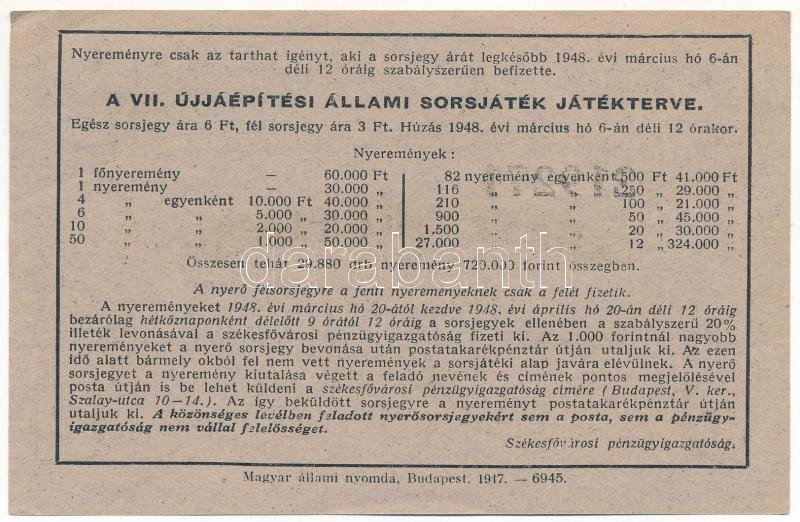 Nyereményre csak az tarthat igényt, aki a sorsjegy árát legkésőbb 1948. évi március hó 6-án
déli 12 óráig szabályszerűen befizette.
A VII. ÚJJÁÉPÍTÉSI ÁLLAMI SORSJÁTÉK JÁTÉKTERVE.
Egész sorsjegy ára 6 Ft, fél sorsjegy ára 3 Ft. Húzás 1948. évi március hó 6-án déli 12 órakor.
Nyeremények :
1 főnyeremény — 60.000 Ft
1 nyeremény — 30.000 „
4 „ egyenként 10.000 Ft 40.000 „
6 „ „ 5.000 „ 30.000 „
10 „ „ 2.000 „ 20.000 „
50 „ „ 1.000 „ 50.000 „
82 nyeremény egyenként 500 Ft 41.000 Ft
116 „ „ 250 „ 29.000 „
210 „ „ 100 „ 21.000 „
900 „ „ 50 „ 45.000 „
1.500 „ „ 20 „ 30.000 „
27.000 „ „ 12 „ 324.000 „
Összesen tehát 29.880 drb nyeremény 720.000 forint összegben.
A nyerő félsorsjegyre a fenti nyereményeknek csak a felét fizetik.
A nyereményeket 1948. évi március hó 20-ától kezdve 1948. évi április hó 20-án déli 12 óráig
bezárólag hétköznaponként délelőtt 9 órától 12 óráig a sorsjegyek ellenében a szabályszerű 20%
illeték levonásával a székesfővárosi pénzügyigazgatóság fizeti ki. Az 1.000 forintnál nagyobb
nyereményeket a nyerő sorsjegy bevonása után postatakarékpénztár útján utaljuk ki. Az ezen
idő alatt bármely okból fel nem vett nyeremények a sorsjátéki alap javára elévülnek. A nyerő
sorsjegyet a nyeremény kiutalása végett a feladó nevének és címének pontos megjelölésével
posta útján is be lehet küldeni a székesfővárosi pénzügyigazgatóság címére (Budapest, V. ker.,
Szalay-utca 10—14.). Az így beküldött sorsjegyre a nyereményt postatakarékpénztár útján
utaljuk ki. A közönséges levélben feladott nyerősorsjegyekért sem a posta, sem a pénzügy-
igazgatóság nem vállal felelősséget.
Székesfővárosi pénzügyigazgatóság.
Magyar állami nyomda, Budapest. 1947. — 6945.
darabanth